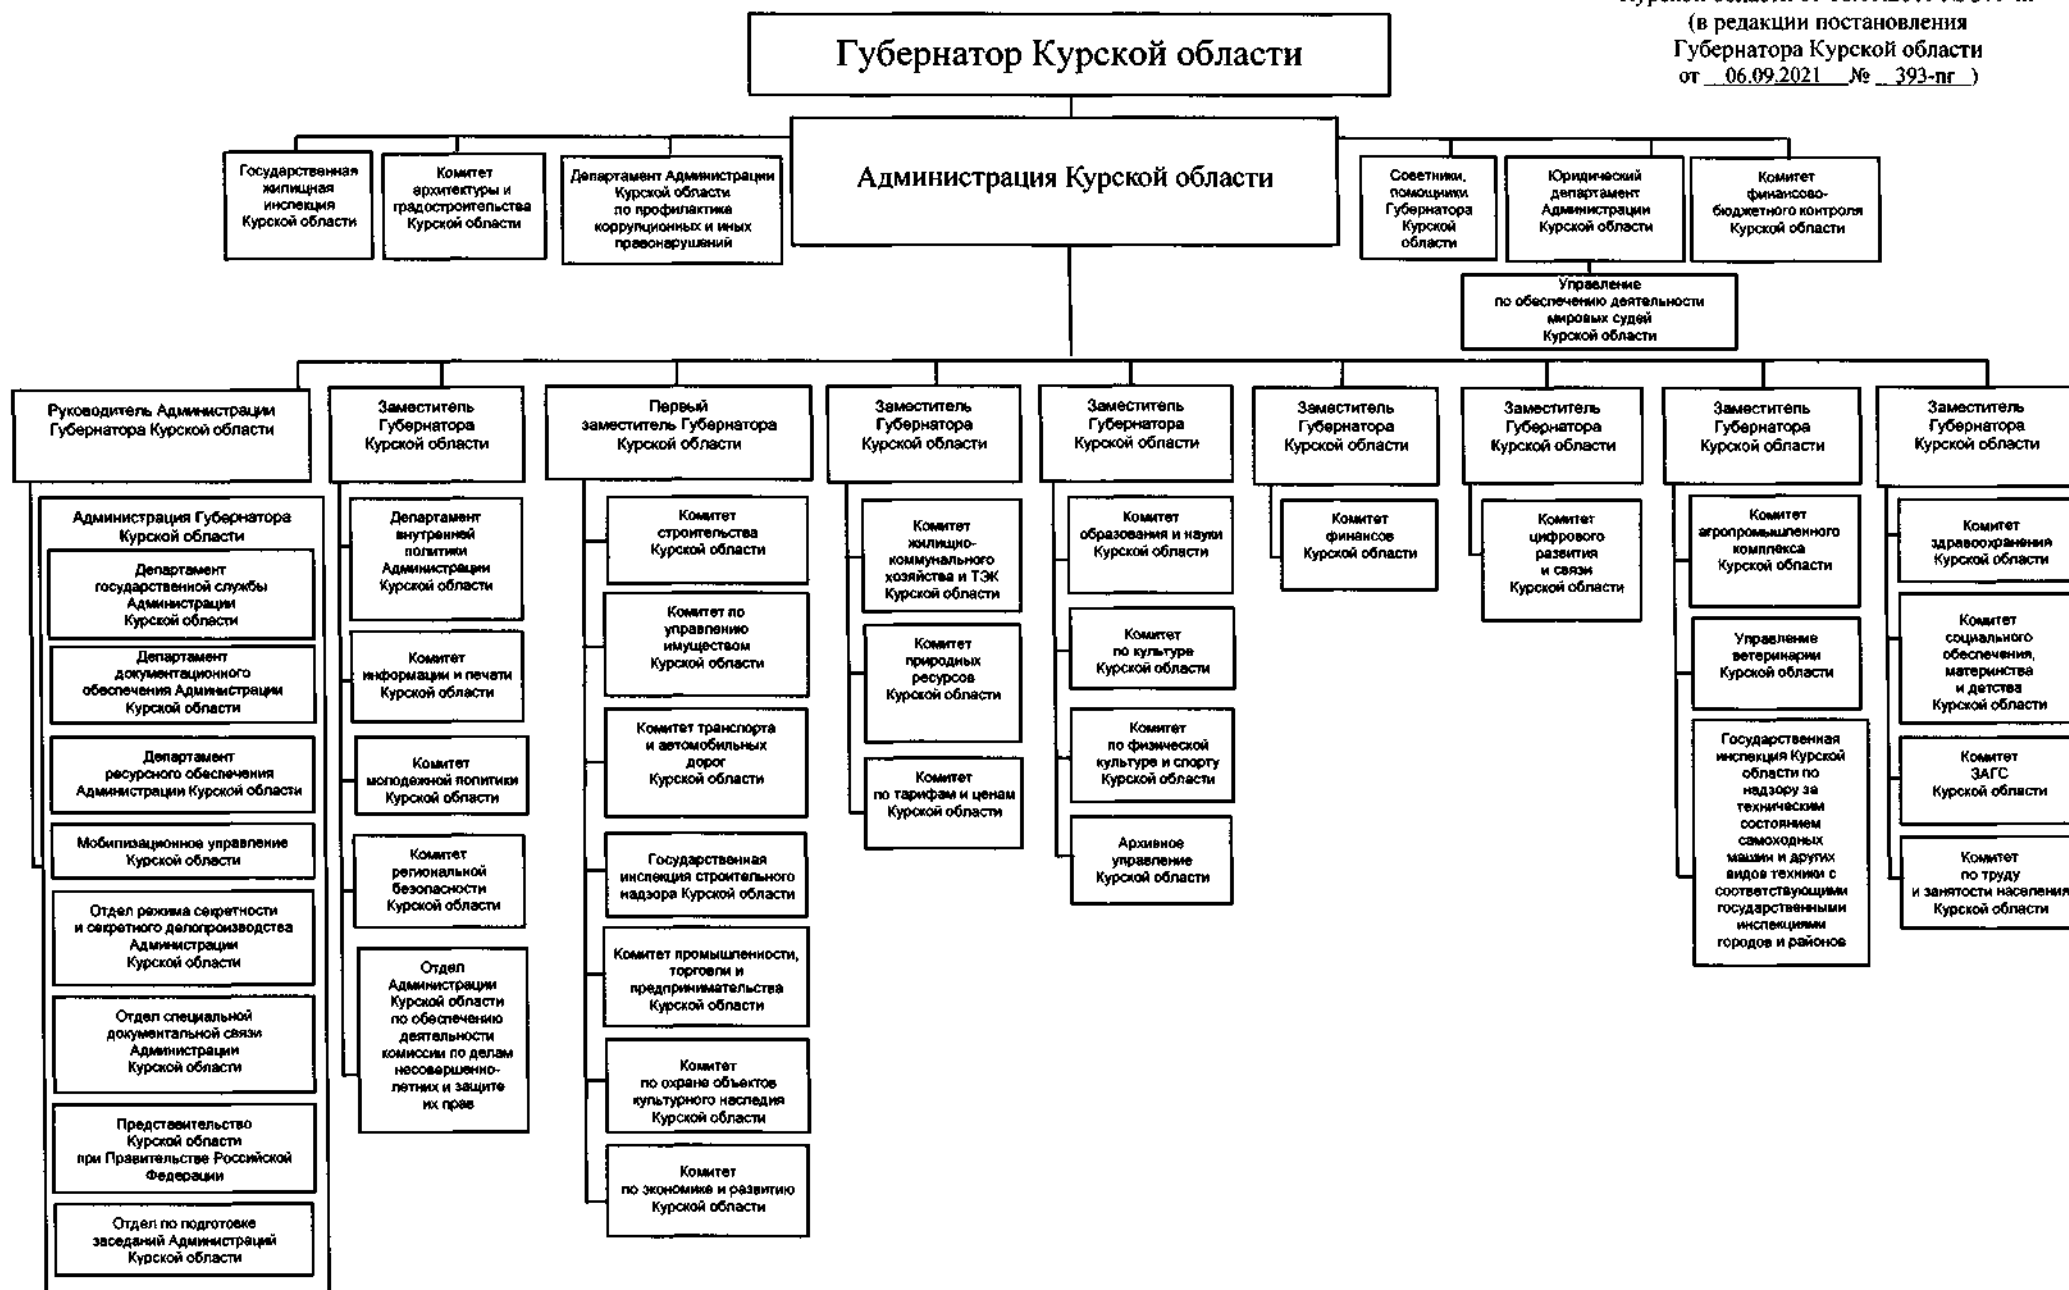 (в редакции постановления
Губернатора Курской области
от 06.09.2021 № 393-пг )
Губернатор Курской области
Администрация Курской области
Государственная
жилищная
инспекция
Курской области
Комитет
архитектуры и
градостроительства
Курской области
Департамент Администрации
Курской области
по профилактика
коррупционных и иных
правонарушений
Советники,
помощники
Губернатора
Курской
области
Юридический
департамент
Администрации
Курской области
Комитет
финансово-
бюджетного контроля
Курской области
Управление
по обеспечению деятельности
мировых судей
Курской области
Руководитель Администрации
Губернатора Курской области
Администрация Губернатора
Курской области
Департамент
государственной службы
Администрации
Курской области
Департамент
документационного
обеспечения Администрации
Курской области
Департамент
ресурсного обеспечения
Администрации Курской области
Мобилизационное управление
Курской области
Отдел режима секретности
и секретного делопроизводства
Администрации
Курской области
Отдел специальной
документальной связи
Администрации
Курской области
Представительство
Курской области
при Правительстве Российской
Федерации
Отдел по подготовке
заседаний Администраций
Курской области
Заместитель
Губернатора
Курской области
Департамент
внутренней
политики
Администрации
Курской области
Комитет
информации и печати
Курской области
Комитет
молодежной политики
Курской области
Комитет
региональной
безопасности
Курской области
Отдел
Администрации
Курской области
по обеспечению
деятельности
комиссии по делам
несовершенно-
летних и защите
их прав
Первый
заместитель Губернатора
Курской области
Комитет
строительства
Курской области
Комитет по
управлению
имуществом
Курской области
Комитет транспорта
и автомобильных
дорог
Курской области
Государственная
инспекция строительного
надзора Курской области
Комитет промышленности,
торговли и
предпринимательства
Курской области
Комитет
по охране объектов
культурного наследия
Курской области
Комитет
по экономике и развитию
Курской области
Заместитель
Губернатора
Курской области
Комитет
жилищно-
коммунального
хозяйства и ТЭК
Курской области
Комитет
природных
ресурсов
Курской области
Комитет
по тарифам и ценам
Курской области
Заместитель
Губернатора
Курской области
Комитет
образования и науки
Курской области
Комитет
по культуре
Курской области
Комитет
по физической
культуре и спорту
Курской области
Архивное
управление
Курской области
Заместитель
Губернатора
Курской области
Комитет
финансов
Курской области
Заместитель
Губернатора
Курской области
Комитет
цифрового
развития
и связи
Курской области
Заместитель
Губернатора
Курской области
Комитет
агропромышленного
комплекса
Курской области
Управление
ветеринарии
Курской области
Государственная
инспекция Курской
области по
надзору за
техническим
состоянием
самоходных
машин и других
видов техники с
соответствующими
государственными
инспекциями
городов и районов
Заместитель
Губернатора
Курской области
Комитет
здравоохранения
Курской области
Комитет
социального
обеспечения,
материнства
и детства
Курской области
Комитет
ЗАГС
Курской области
Комитет
по труду
и занятости населения
Курской области